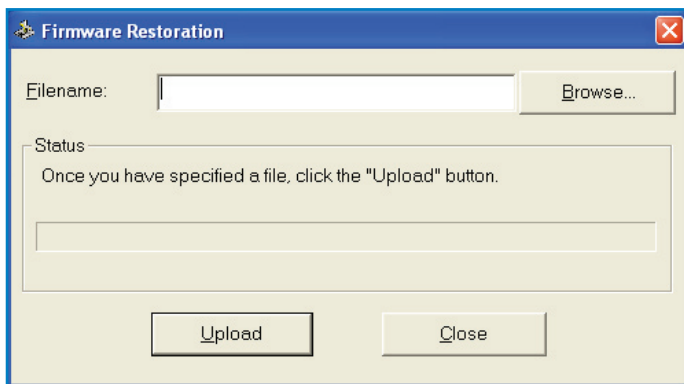 Firmware Restoration
Filename:
Browse...
Status
Once you have specified a file, click the "Upload" button.
Upload
Close